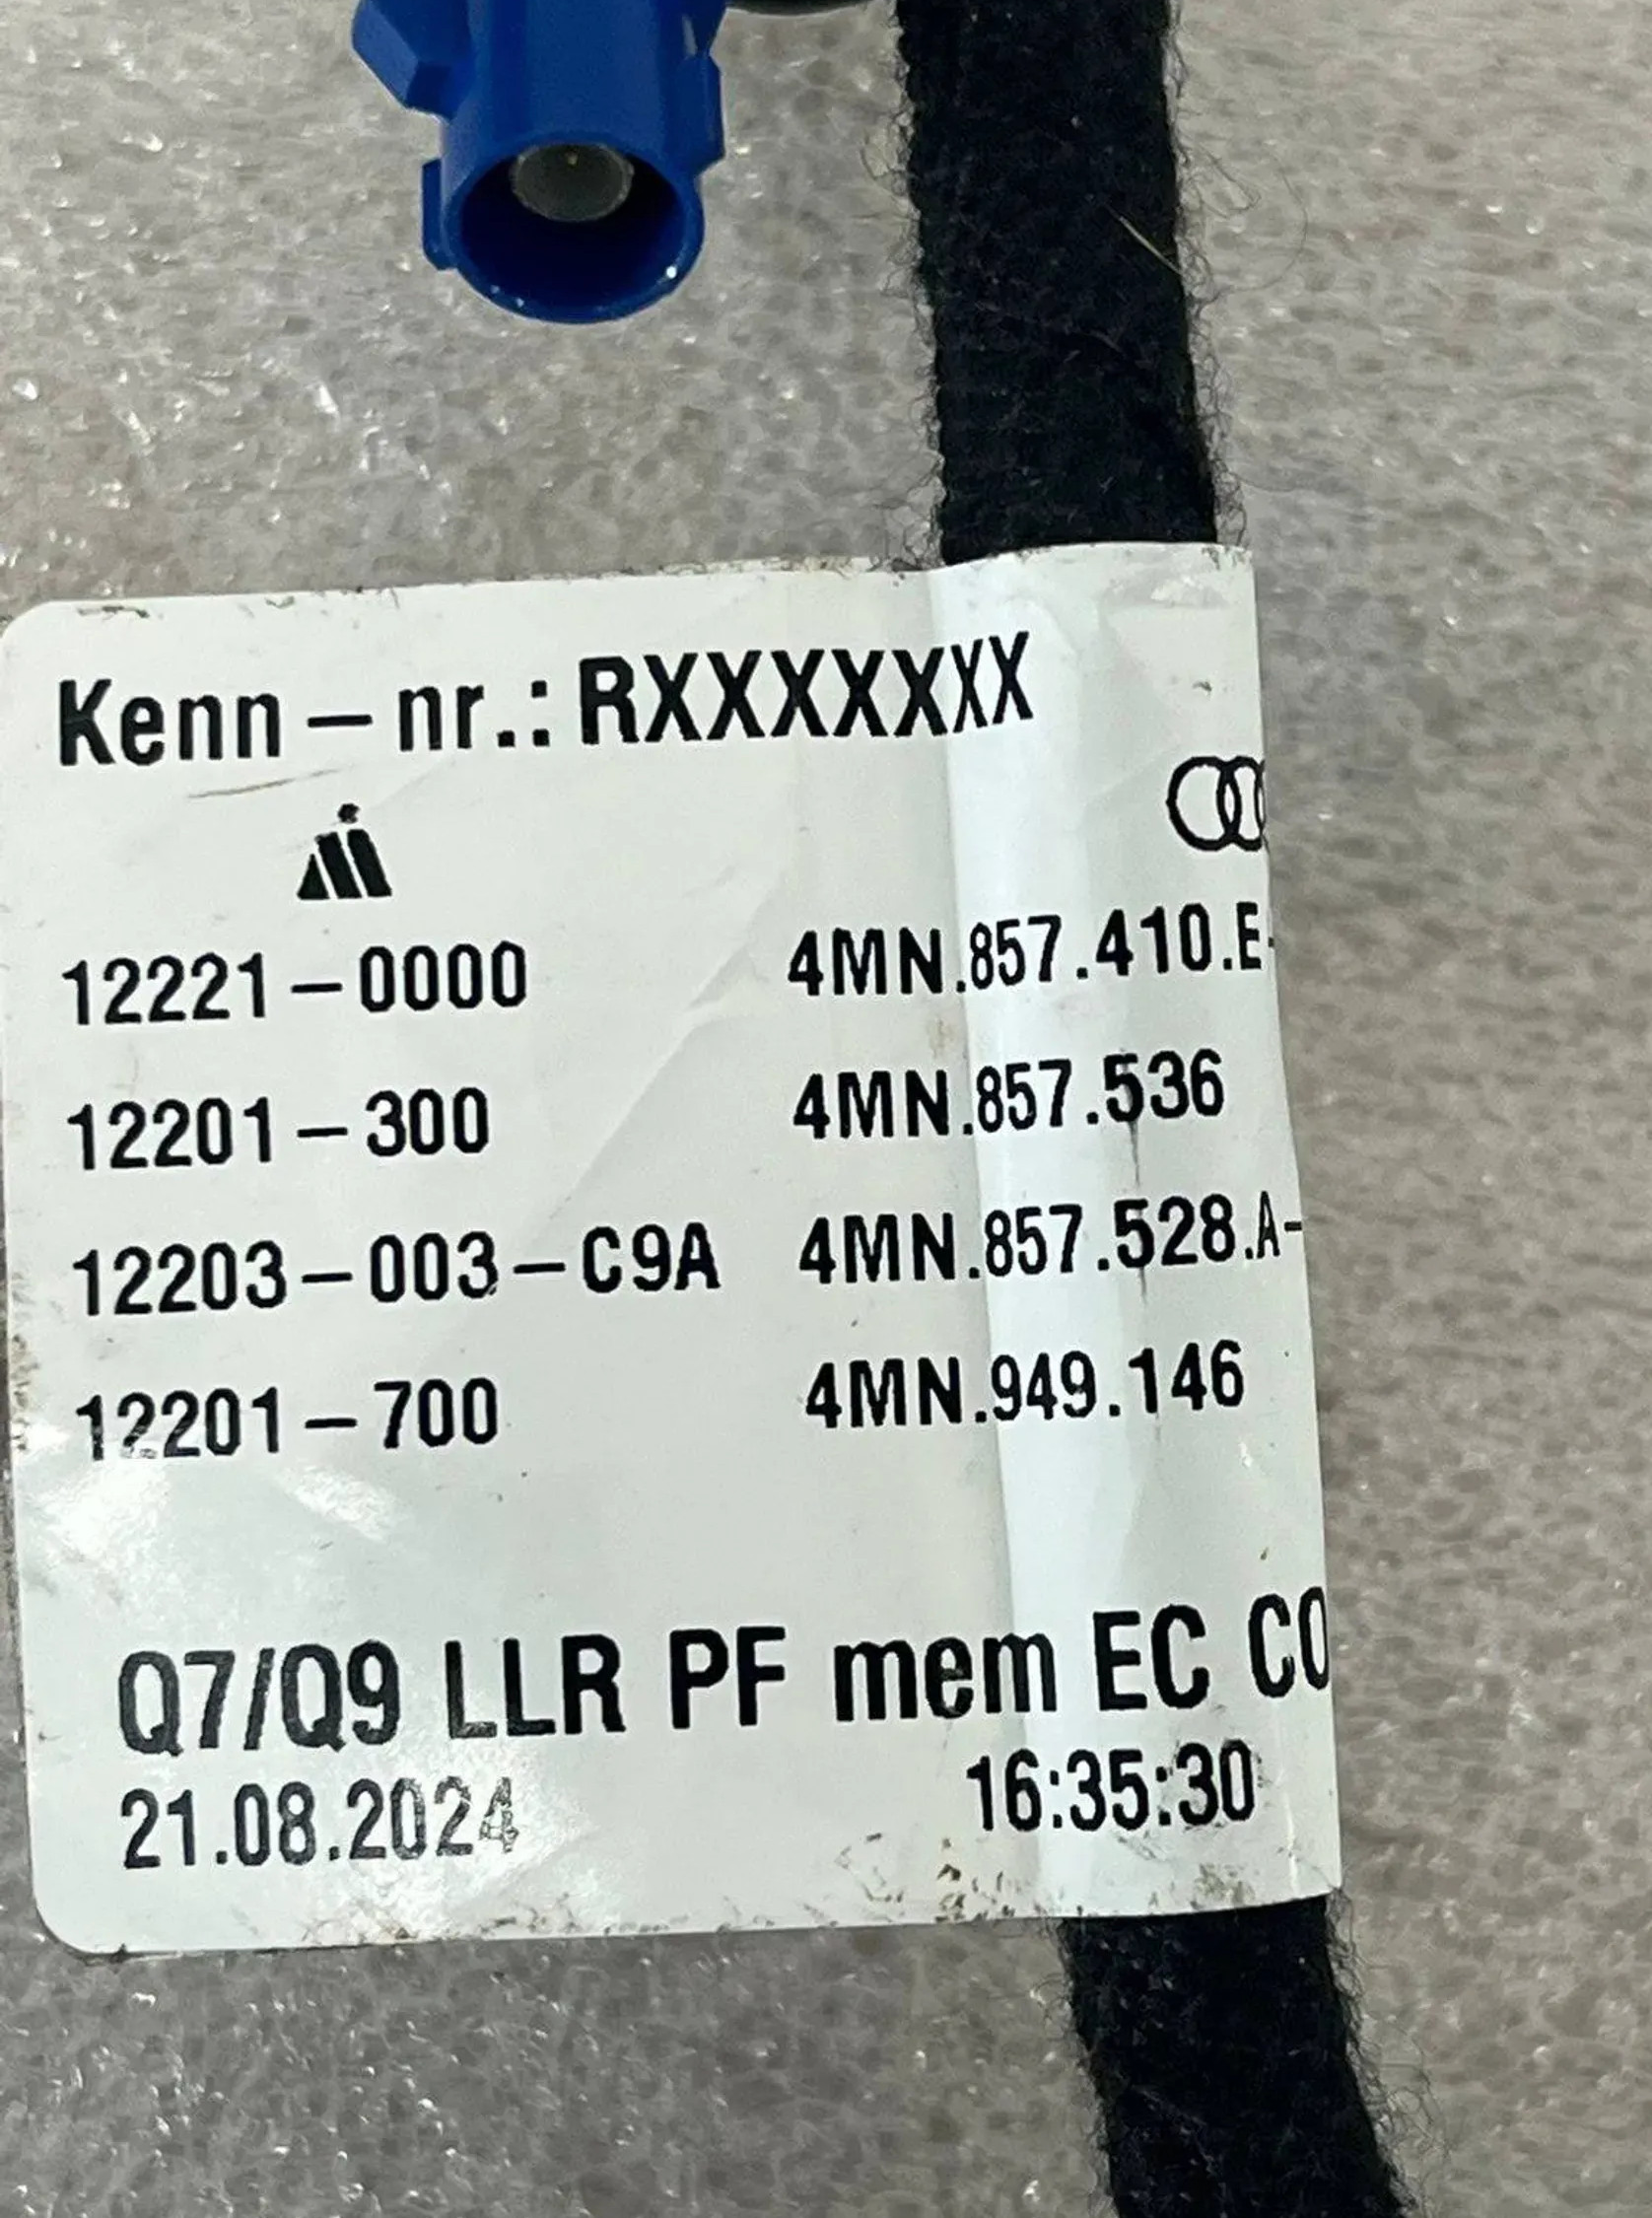 Kenn-nr.: RXXXXXXX
12221-0000 4MN.857.410.E-
12201-300 4MN.857.536
12203-003-C9A 4MN.857.528.A-
12201-700 4MN.949.146
Q7/Q9 LLR PF mem EC CO
21.08.2024 16:35:30